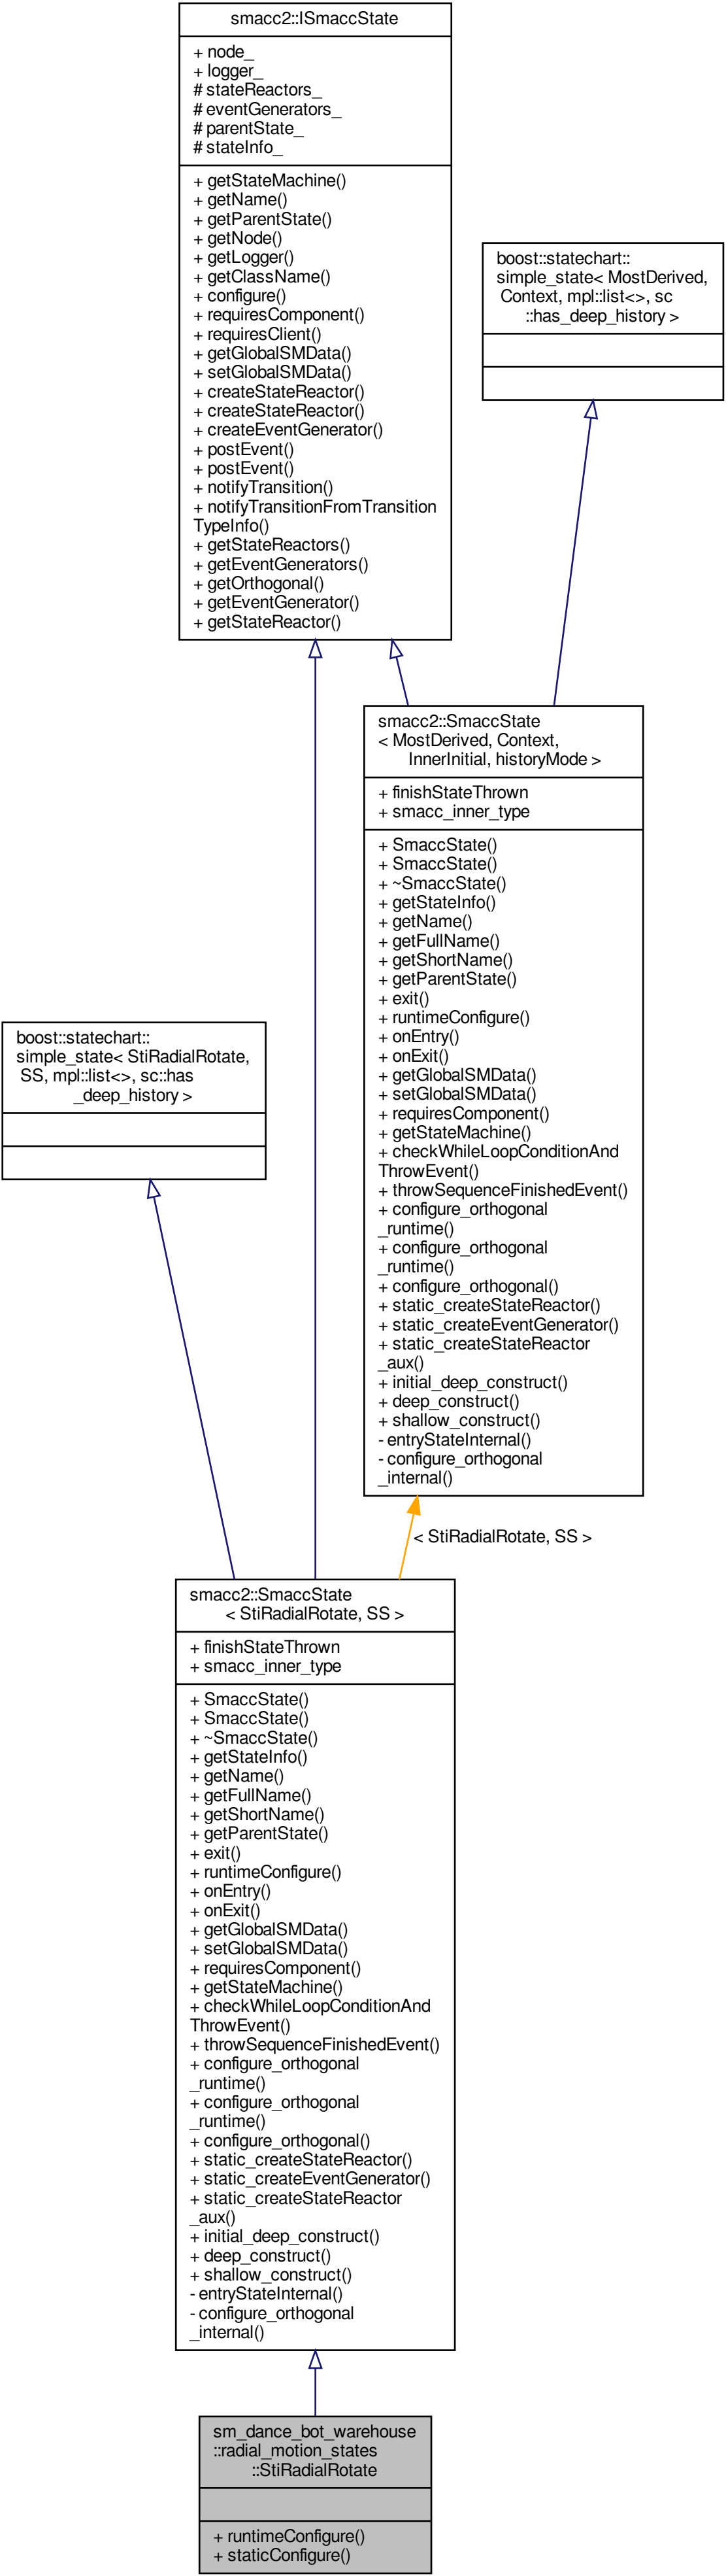 smacc2::ISmaccState
+ node_
+ logger_
# stateReactors_
# eventGenerators_
# parentState_
# stateInfo_
+ getStateMachine()
+ getName()
+ getParentState()
+ getNode()
+ getLogger()
+ getClassName()
+ configure()
+ requiresComponent()
+ requiresClient()
+ getGlobalSMData()
+ setGlobalSMData()
+ createStateReactor()
+ createStateReactor()
+ createEventGenerator()
+ postEvent()
+ postEvent()
+ notifyTransition()
+ notifyTransitionFromTransition
TypeInfo()
+ getStateReactors()
+ getEventGenerators()
+ getOrthogonal()
+ getEventGenerator()
+ getStateReactor()
boost::statechart::
simple_state< MostDerived,
Context, mpl::list<>, sc
::has_deep_history >
smacc2::SmaccState
< MostDerived, Context,
InnerInitial, historyMode >
+ finishStateThrown
+ smacc_inner_type
+ SmaccState()
+ SmaccState()
+ ~SmaccState()
+ getStateInfo()
+ getName()
+ getFullName()
+ getShortName()
+ getParentState()
+ exit()
+ runtimeConfigure()
+ onEntry()
+ onExit()
+ getGlobalSMData()
+ setGlobalSMData()
+ requiresComponent()
+ getStateMachine()
+ checkWhileLoopConditionAnd
ThrowEvent()
+ throwSequenceFinishedEvent()
+ configure_orthogonal
_runtime()
+ configure_orthogonal
_runtime()
+ configure_orthogonal()
+ static_createStateReactor()
+ static_createEventGenerator()
+ static_createStateReactor
_aux()
+ initial_deep_construct()
+ deep_construct()
+ shallow_construct()
- entryStateInternal()
- configure_orthogonal
_internal()
boost::statechart::
simple_state< StiRadialRotate,
SS, mpl::list<>, sc::has
_deep_history >
< StiRadialRotate, SS >
smacc2::SmaccState
< StiRadialRotate, SS >
+ finishStateThrown
+ smacc_inner_type
+ SmaccState()
+ SmaccState()
+ ~SmaccState()
+ getStateInfo()
+ getName()
+ getFullName()
+ getShortName()
+ getParentState()
+ exit()
+ runtimeConfigure()
+ onEntry()
+ onExit()
+ getGlobalSMData()
+ setGlobalSMData()
+ requiresComponent()
+ getStateMachine()
+ checkWhileLoopConditionAnd
ThrowEvent()
+ throwSequenceFinishedEvent()
+ configure_orthogonal
_runtime()
+ configure_orthogonal
_runtime()
+ configure_orthogonal()
+ static_createStateReactor()
+ static_createEventGenerator()
+ static_createStateReactor
_aux()
+ initial_deep_construct()
+ deep_construct()
+ shallow_construct()
- entryStateInternal()
- configure_orthogonal
_internal()
sm_dance_bot_warehouse
::radial_motion_states
::StiRadialRotate
+ runtimeConfigure()
+ staticConfigure()